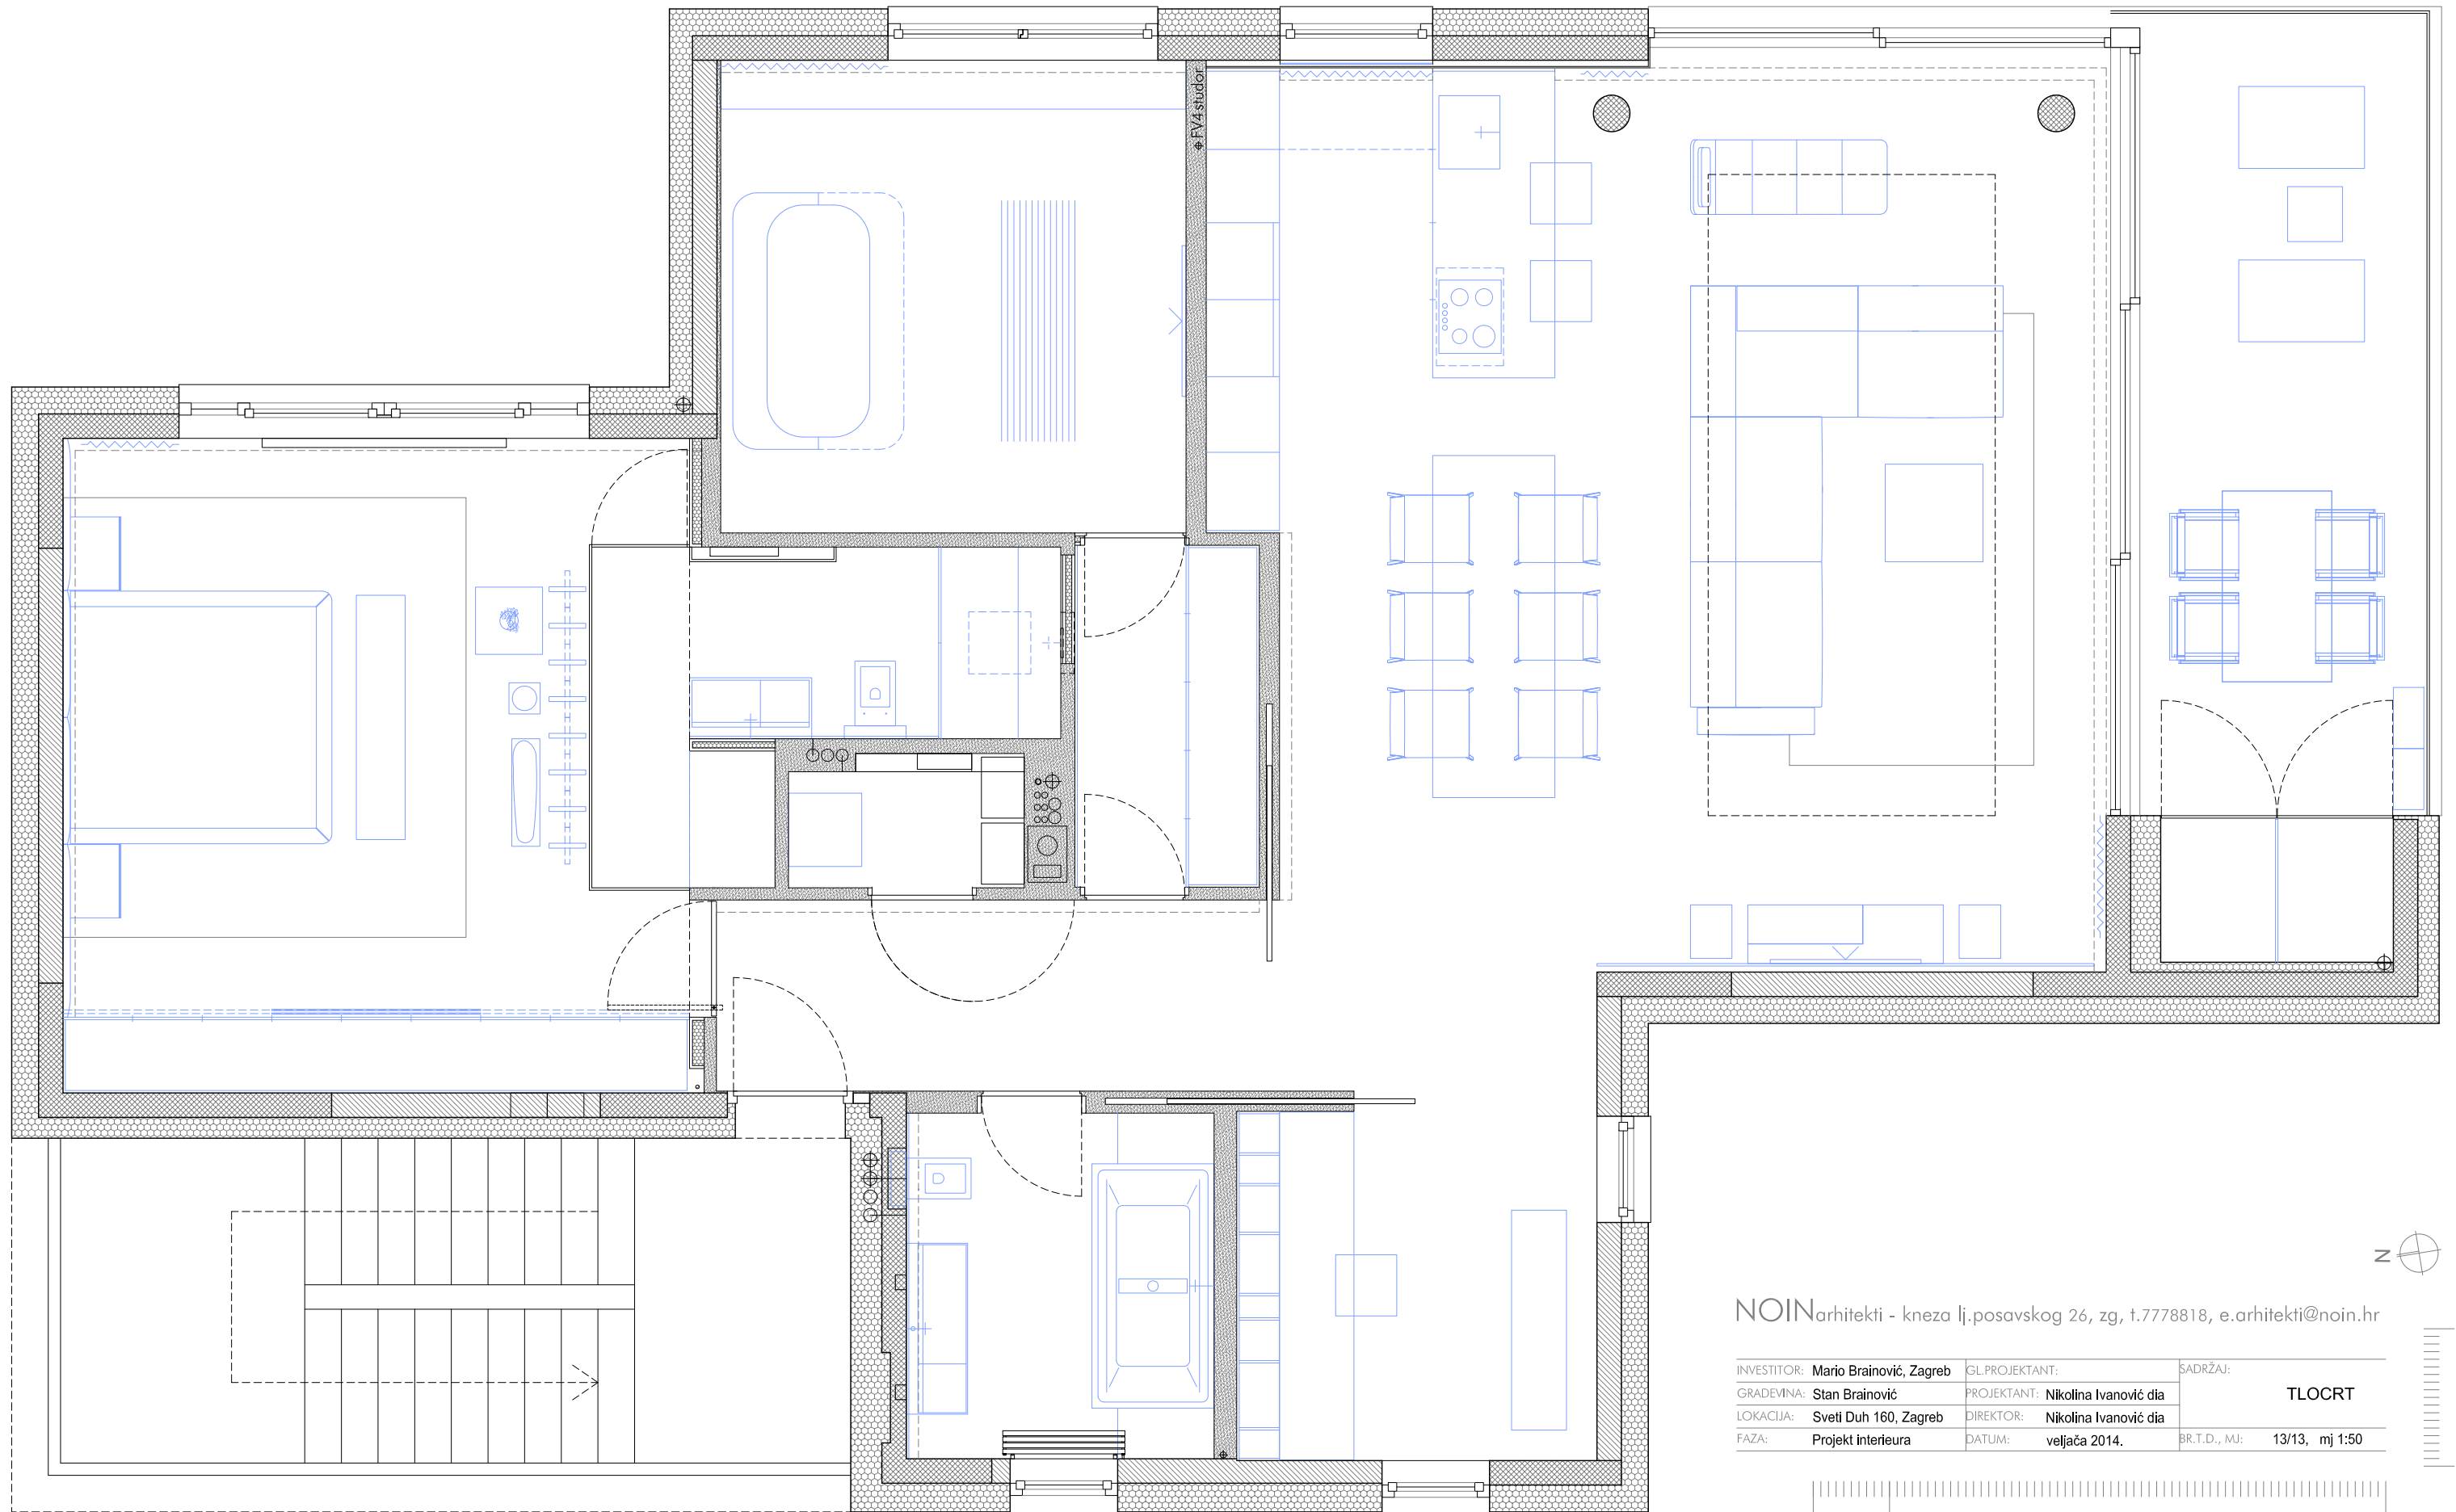 FV4 studor
N
NOINarhitekti - kneza lj.posavskog 26, zg, t.7778818, e.arhitekti@noin.hr
INVESTITOR: Mario Brainović, Zagreb GL.PROJEKTANT: SADRŽAJ:
GRAĐEVINA: Stan Brainović PROJEKTANT: Nikolina Ivanović dia TLOCRT
LOKACIJA: Sveti Duh 160, Zagreb DIREKTOR: Nikolina Ivanović dia
FAZA: Projekt interieura DATUM: veljača 2014. BR.T.D., MJ: 13/13, mj 1:50